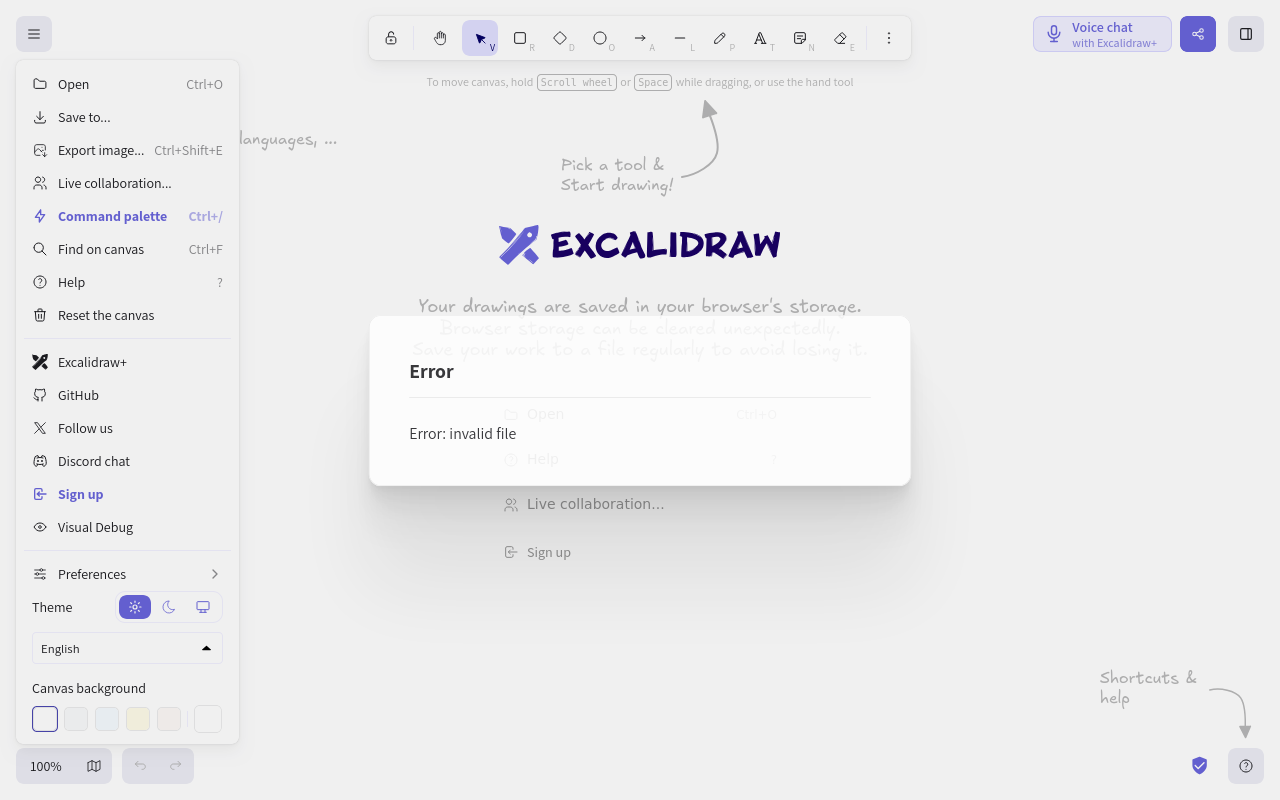 Voice chat
with Excalidraw+
V
R
D
O
A
L
P
T
N
E
To move canvas, hold Scroll wheel or Space while dragging, or use the hand tool
Open Ctrl+O
Save to...
Export image... Ctrl+Shift+E
Live collaboration...
Command palette Ctrl+/
Find on canvas Ctrl+F
Help ?
Reset the canvas
Excalidraw+
GitHub
Follow us
Discord chat
Sign up
Visual Debug
Preferences
Theme
English
Canvas background
100%
languages, ...
Pick a tool &
Start drawing!
EXCALIDRAW
Your drawings are saved in your browser's storage.
Browser storage can be cleared unexpectedly.
Save your work to a file regularly to avoid losing it.
Error
Open Ctrl+O
Error: invalid file
Help ?
Live collaboration...
Sign up
Shortcuts &
help